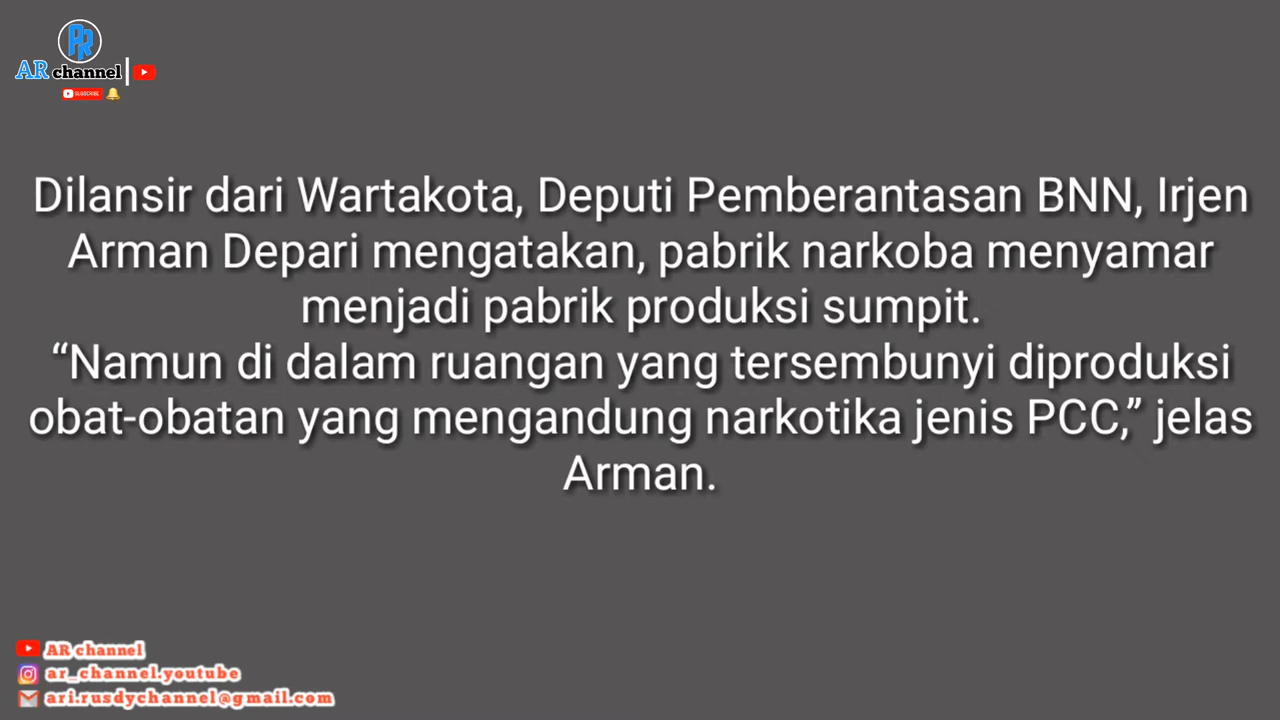 AR channel
SUBSCRIBE
Dilansir dari Wartakota, Deputi Pemberantasan BNN, Irjen
Arman Depari mengatakan, pabrik narkoba menyamar
menjadi pabrik produksi sumpit.
“Namun di dalam ruangan yang tersembunyi diproduksi
obat-obatan yang mengandung narkotika jenis PCC,” jelas
Arman.
AR channel
ar_channel.youtube
ari.rusdychannel@gmail.com